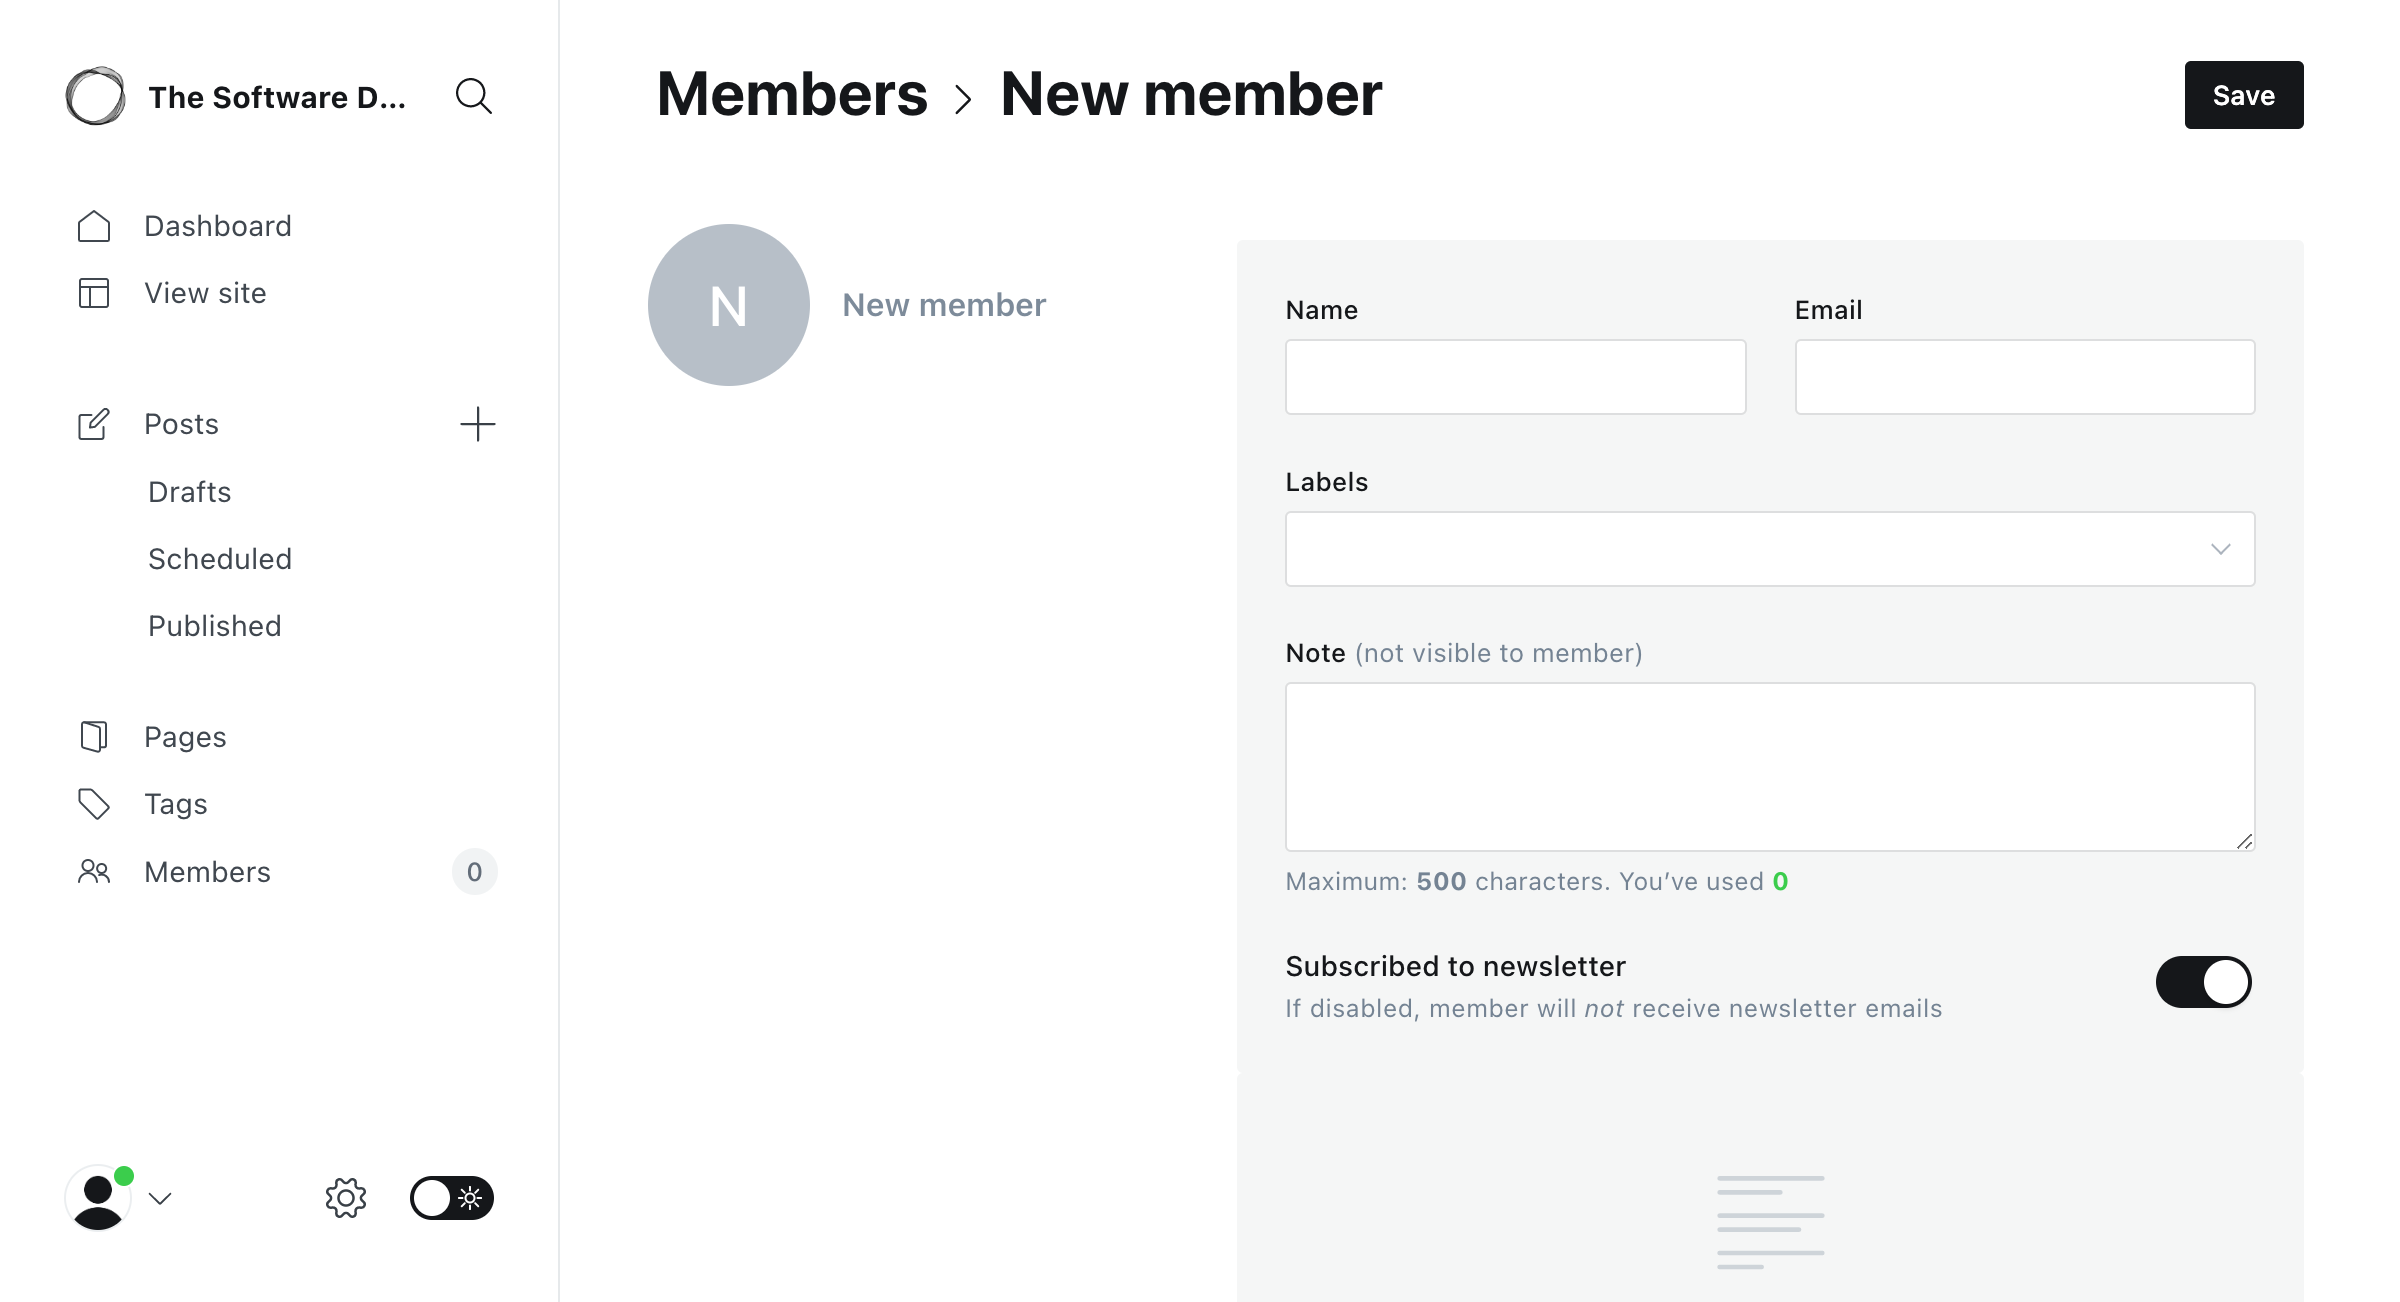 The Software D...
Dashboard
View site
Posts
Drafts
Scheduled
Published
Pages
Tags
Members 0
Members > New member
Save
N
New member
Name
Email
Labels
Note (not visible to member)
Maximum: 500 characters. You’ve used 0
Subscribed to newsletter
If disabled, member will not receive newsletter emails